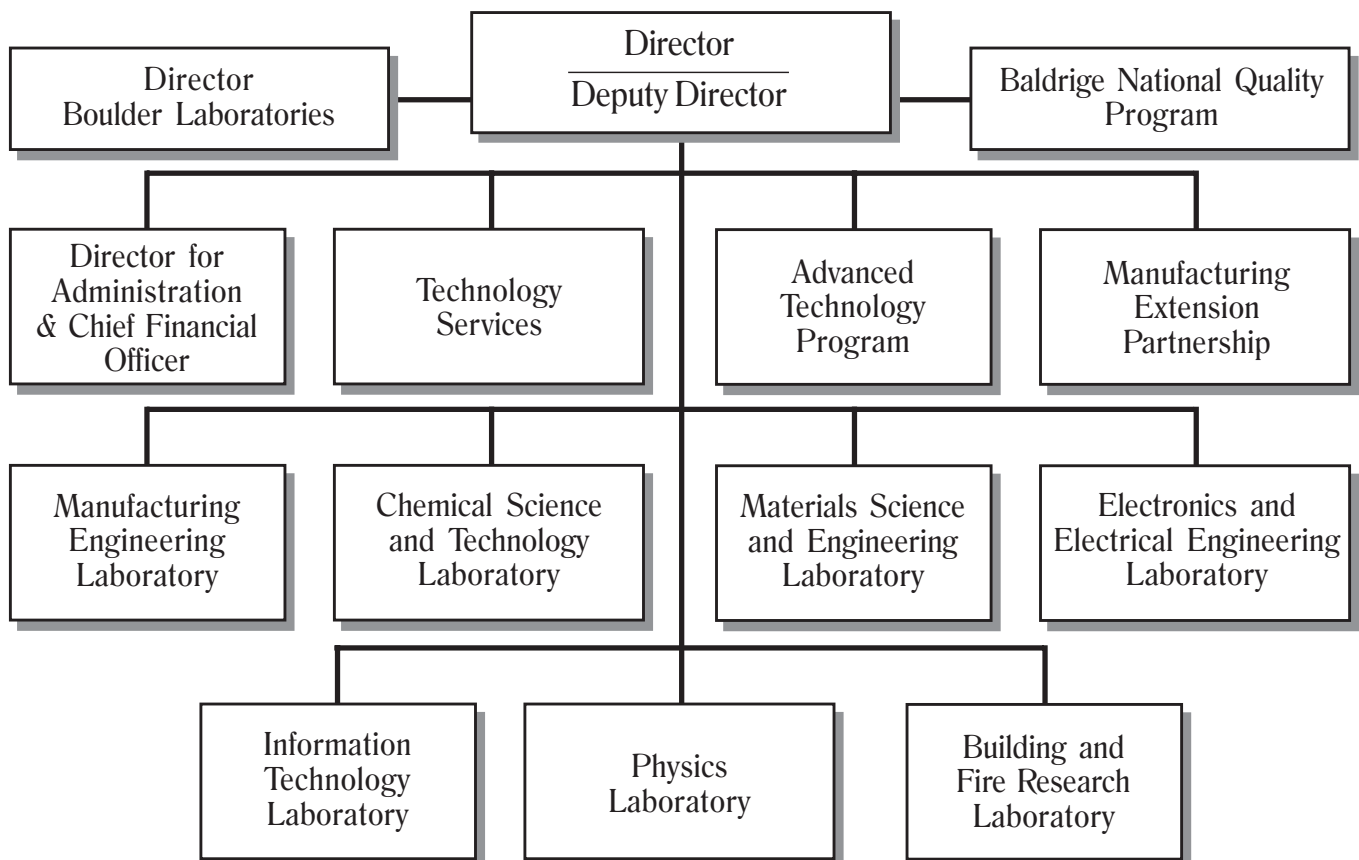 Director
Deputy Director
Director
Boulder Laboratories
Baldrige National Quality
Program
Director for
Administration
& Chief Financial
Officer
Technology
Services
Advanced
Technology
Program
Manufacturing
Extension
Partnership
Manufacturing
Engineering
Laboratory
Chemical Science
and Technology
Laboratory
Materials Science
and Engineering
Laboratory
Electronics and
Electrical Engineering
Laboratory
Information
Technology
Laboratory
Physics
Laboratory
Building and
Fire Research
Laboratory